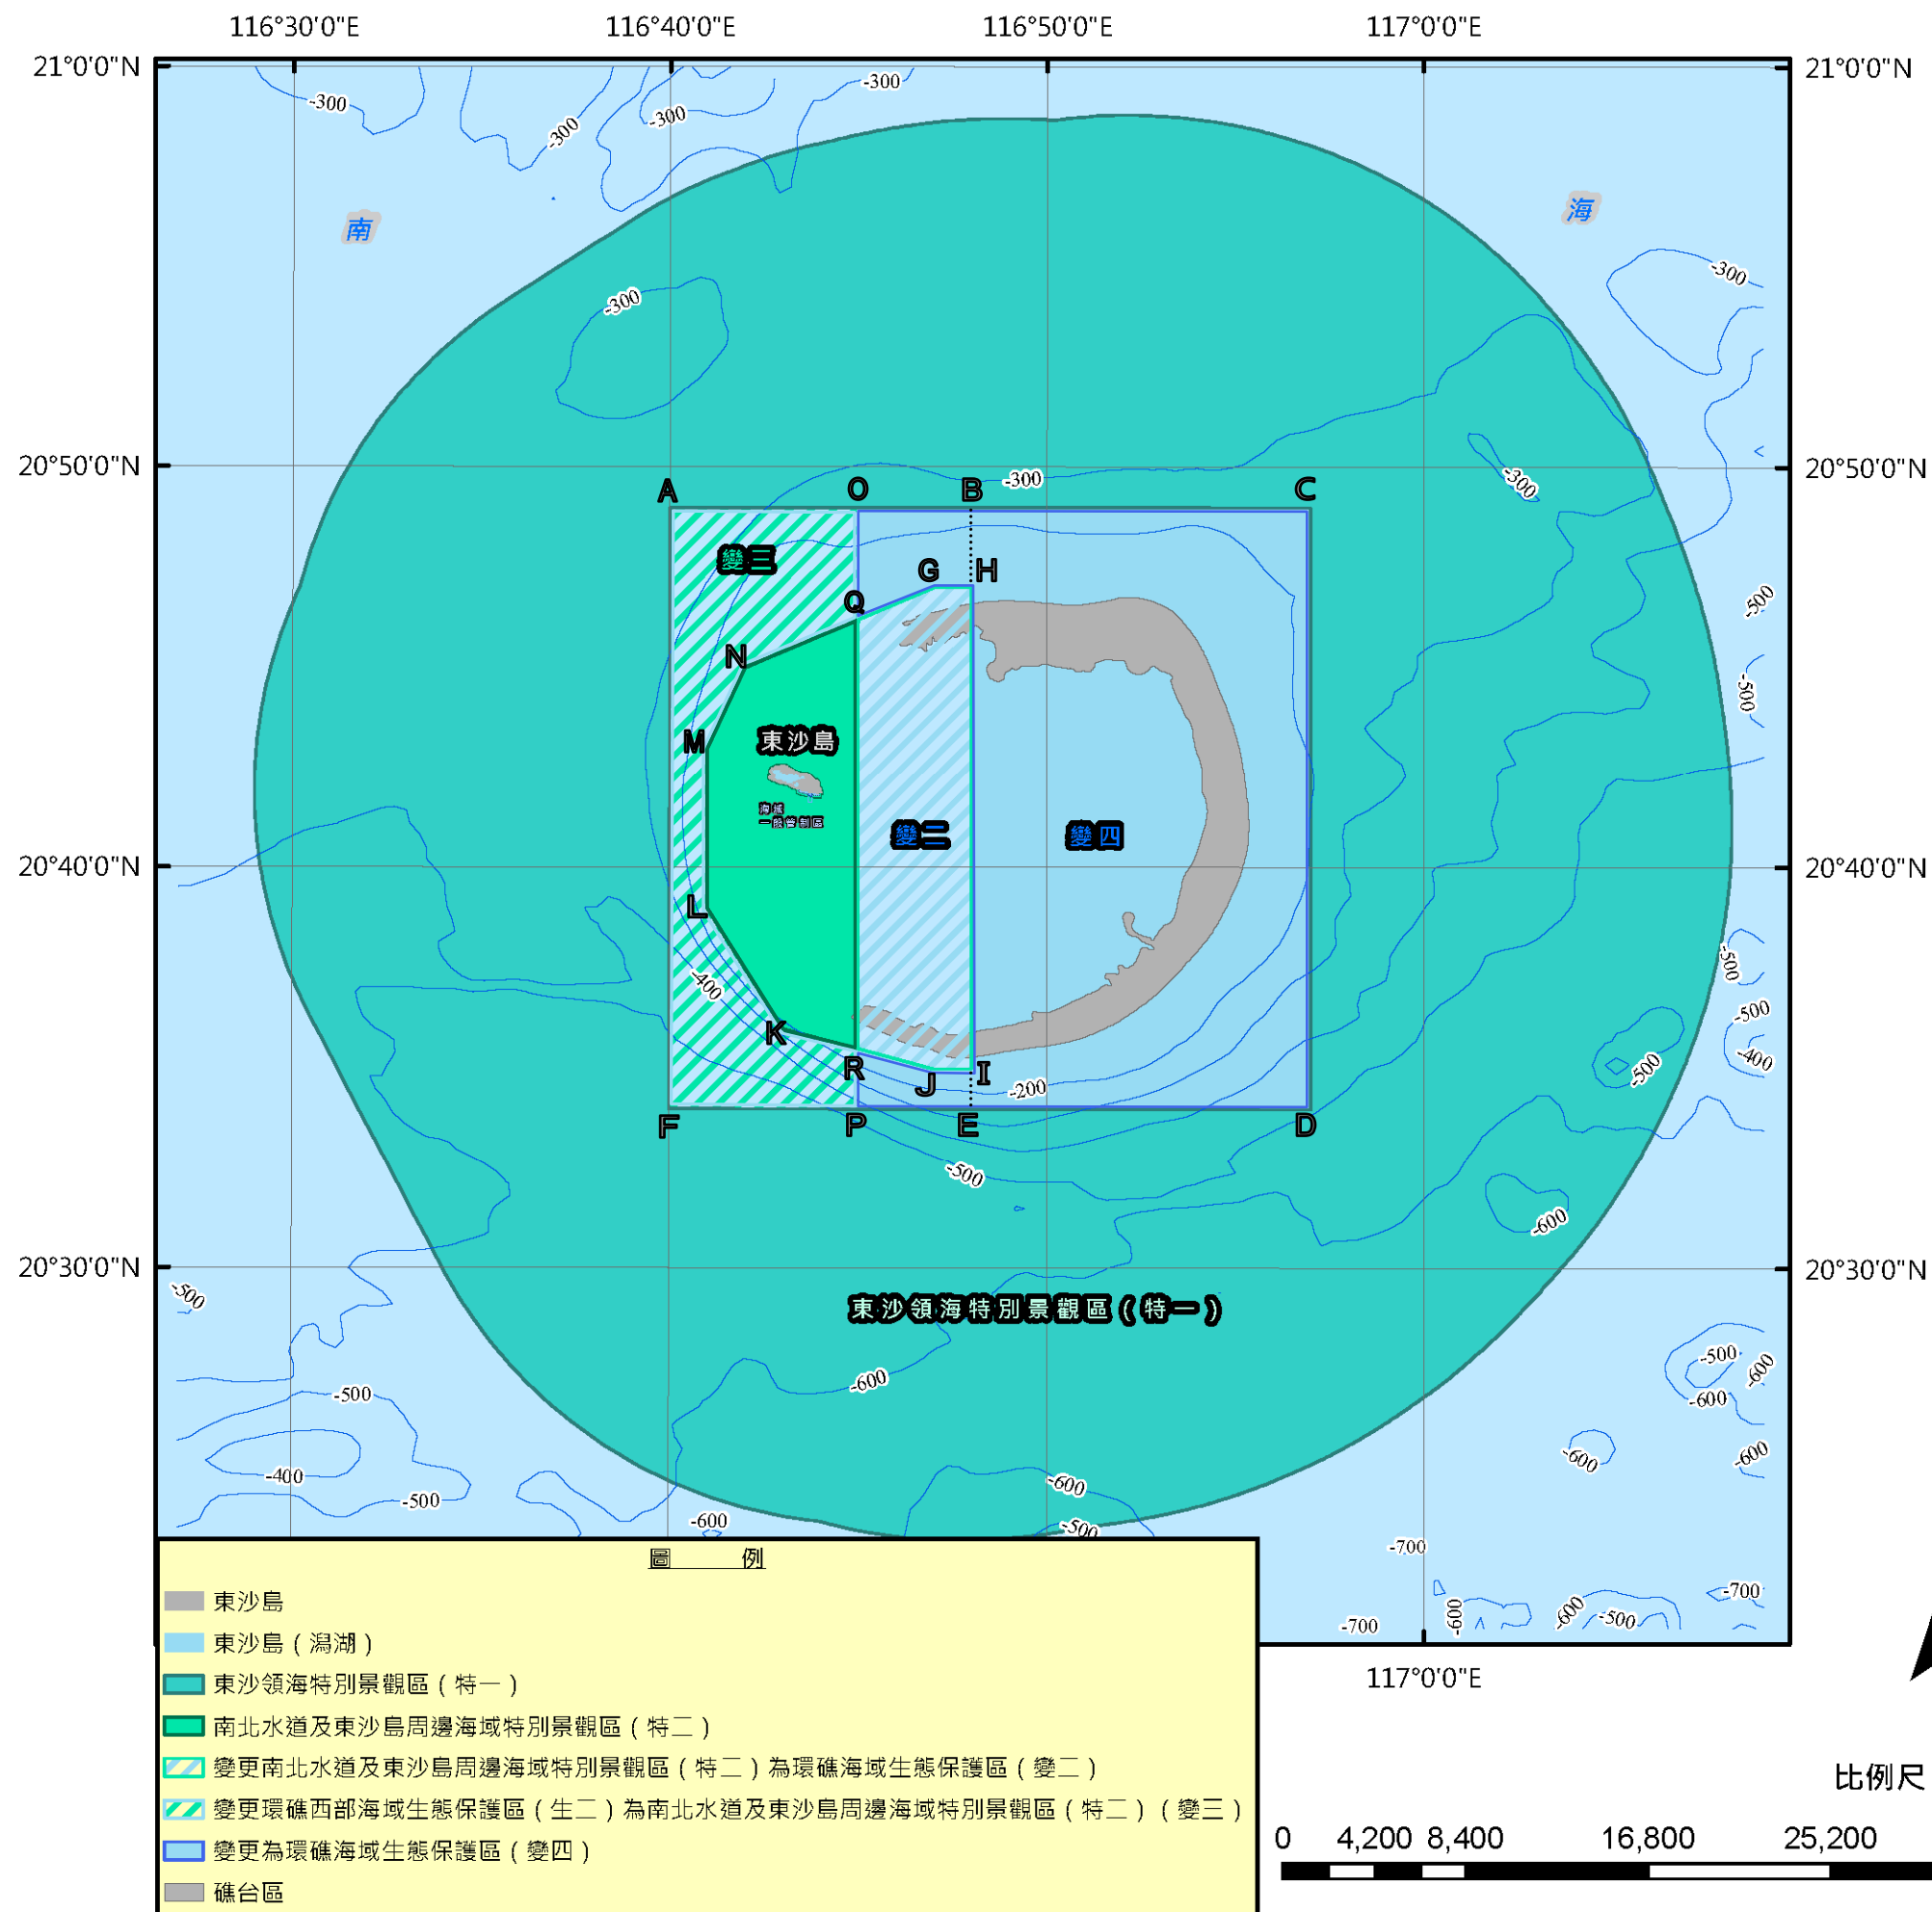 116°30'0"E
116°40'0"E
116°50'0"E
117°0'0"E
21°0'0"N
21°0'0"N
-300
-300
-300
-300
南
海
-300
-300
20°50'0"N
20°50'0"N
-300
-300
A
O
B
C
變三
G
H
Q
-500
N
-500
M
東沙島
海域
一般管制區
變二
變四
20°40'0"N
20°40'0"N
L
-400
-500
-500
K
R
J
I
-200
-500
-400
F
P
E
D
-500
-600
20°30'0"N
20°30'0"N
-500
東沙領海特別景觀區（特一）
-600
-500
-600
-600
-500
-400
-500
-600
-600
-600
-600
-500
-700
-700
-700
-600
-600
-500
117°0'0"E
圖 例
東沙島
東沙島（潟湖）
東沙領海特別景觀區（特一）
南北水道及東沙島周邊海域特別景觀區（特二）
變更南北水道及東沙島周邊海域特別景觀區（特二）為環礁海域生態保護區（變二）
變更環礁西部海域生態保護區（生二）為南北水道及東沙島周邊海域特別景觀區（特二）（變三）
變更為環礁海域生態保護區（變四）
礁台區
比例尺
0 4,200 8,400 16,800 25,200